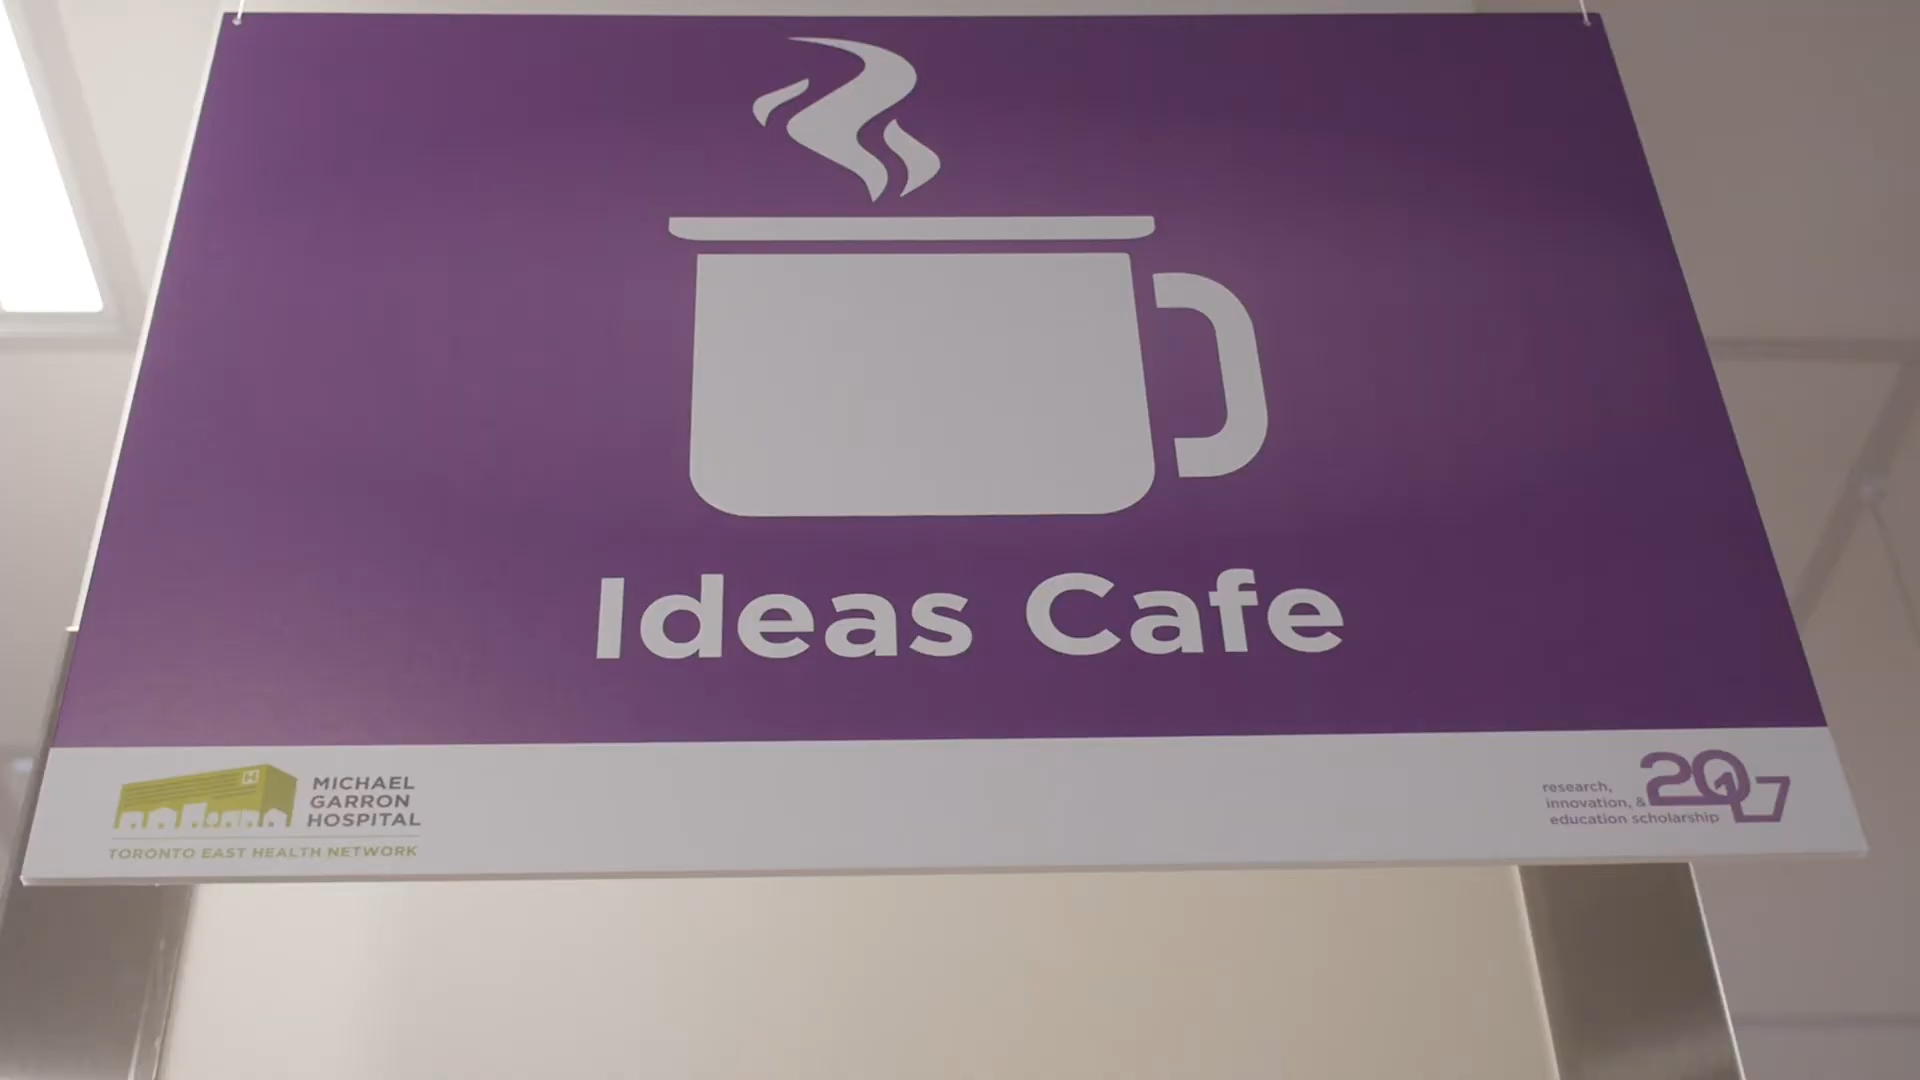 Ideas Cafe
H
MICHAEL
GARRON
HOSPITAL
TORONTO EAST HEALTH NETWORK
research,
innovation, &
education scholarship
2017